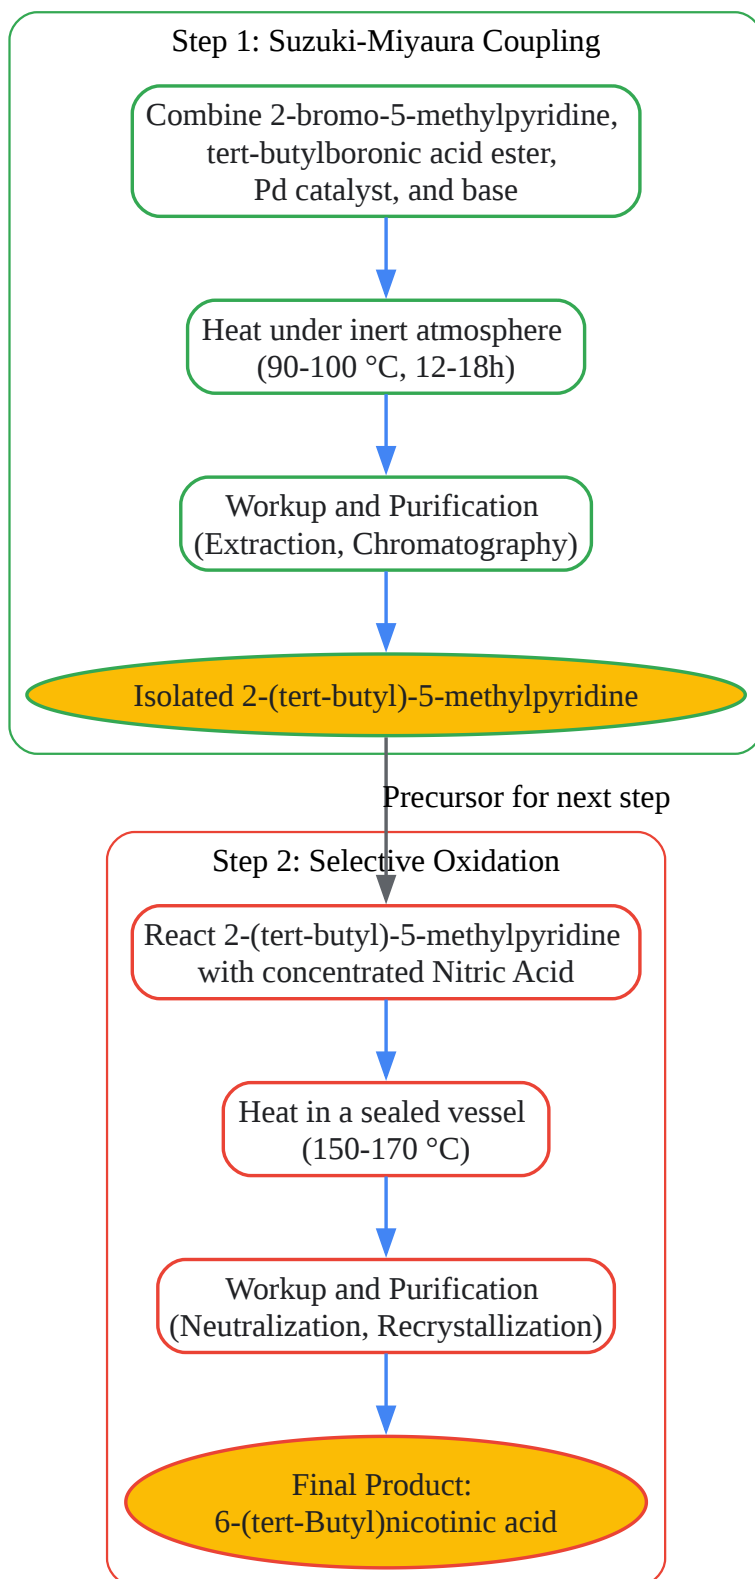 Step 1: Suzuki-Miyaura Coupling
Combine 2-bromo-5-methylpyridine,
tert-butylboronic acid ester,
Pd catalyst, and base
Heat under inert atmosphere
(90-100 °C, 12-18h)
Workup and Purification
(Extraction, Chromatography)
Isolated 2-(tert-butyl)-5-methylpyridine
Precursor for next step
Step 2: Selective Oxidation
React 2-(tert-butyl)-5-methylpyridine
with concentrated Nitric Acid
Heat in a sealed vessel
(150-170 °C)
Workup and Purification
(Neutralization, Recrystallization)
Final Product:
6-(tert-Butyl)nicotinic acid